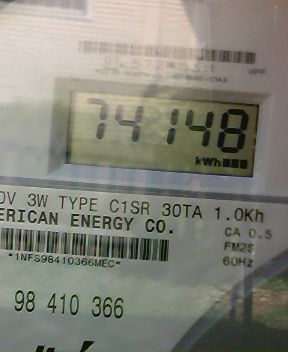 74148
kWh
0V 3W TYPE C1SR 30TA 1.0Kh
ERICAN ENERGY CO.
CA 0.5
FM2S
60Hz
*1NFS98410366MEC*
98 410 366